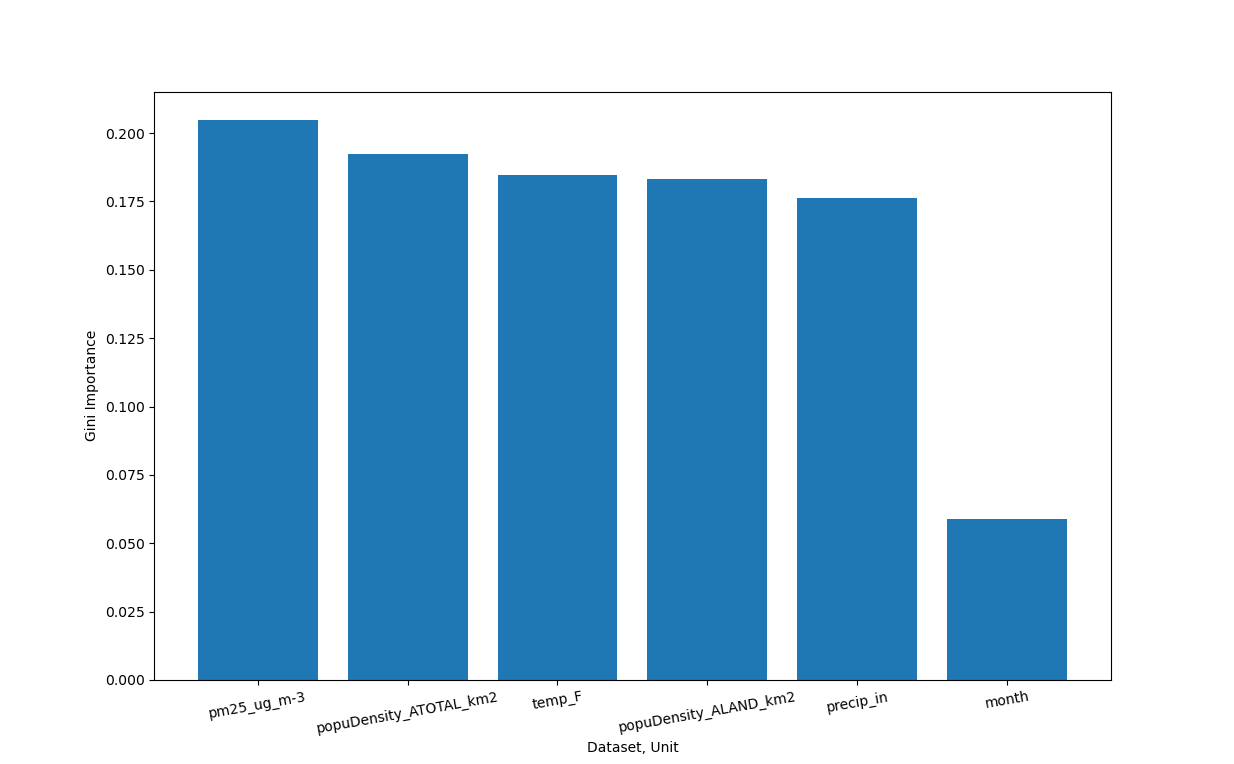 0.200
0.175
0.150
0.125
0.100
0.075
0.050
0.025
0.000
Gini Importance
pm25_ug_m-3
popuDensity_ATOTAL_km2
temp_F
popuDensity_ALAND_km2
precip_in
month
Dataset, Unit